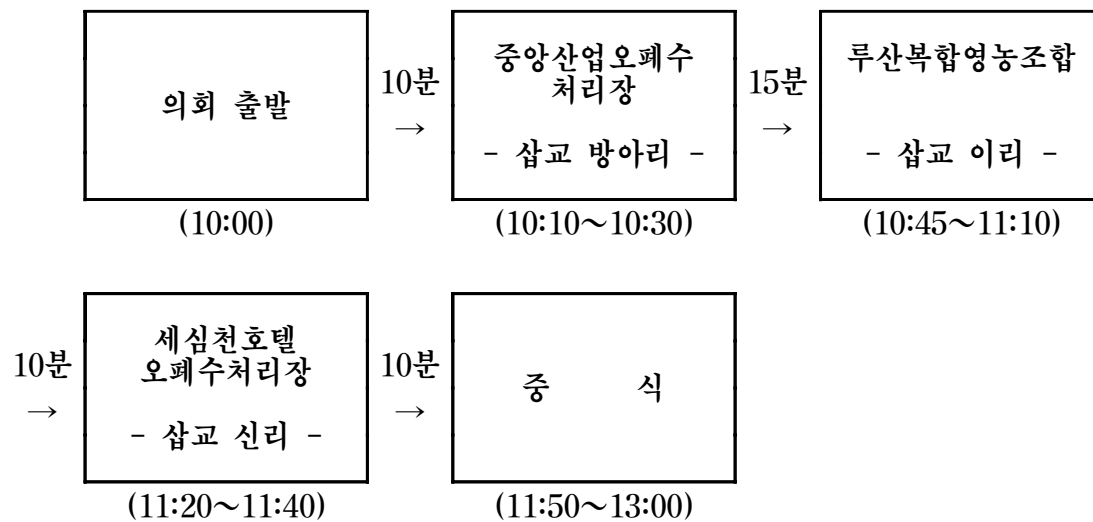 의회 출발
(10:00)
10분
→
중앙산업오폐수
처리장
- 삽교 방아리 -
(10:10~10:30)
15분
→
루산복합영농조합
- 삽교 이리 -
(10:45~11:10)
10분
→
세심천호텔
오폐수처리장
- 삽교 신리 -
(11:20~11:40)
10분
→
중 식
(11:50~13:00)